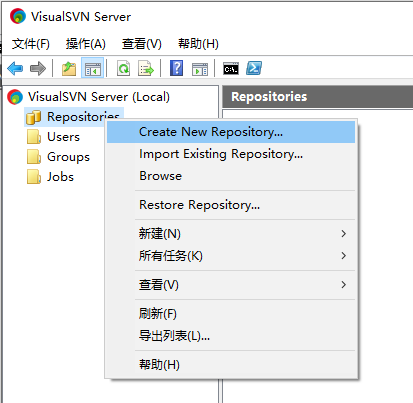 VisualSVN Server
文件(F) 操作(A) 查看(V) 帮助(H)
VisualSVN Server (Local)
Repositories
Users
Groups
Jobs
Repositories
Create New Repository...
Import Existing Repository...
Browse
Restore Repository...
新建(N)
所有任务(K)
查看(V)
刷新(F)
导出列表(L)...
帮助(H)